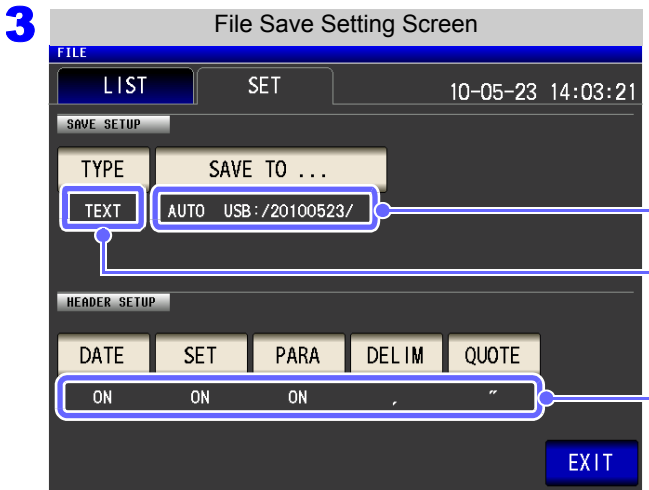 3
File Save Setting Screen
FILE
LIST SET 10-05-23 14:03:21
SAVE SETUP
TYPE SAVE TO ...
TEXT AUTO USB:/20100523/
HEADER SETUP
DATE SET PARA DELIM QUOTE
ON ON ON , ″
EXIT